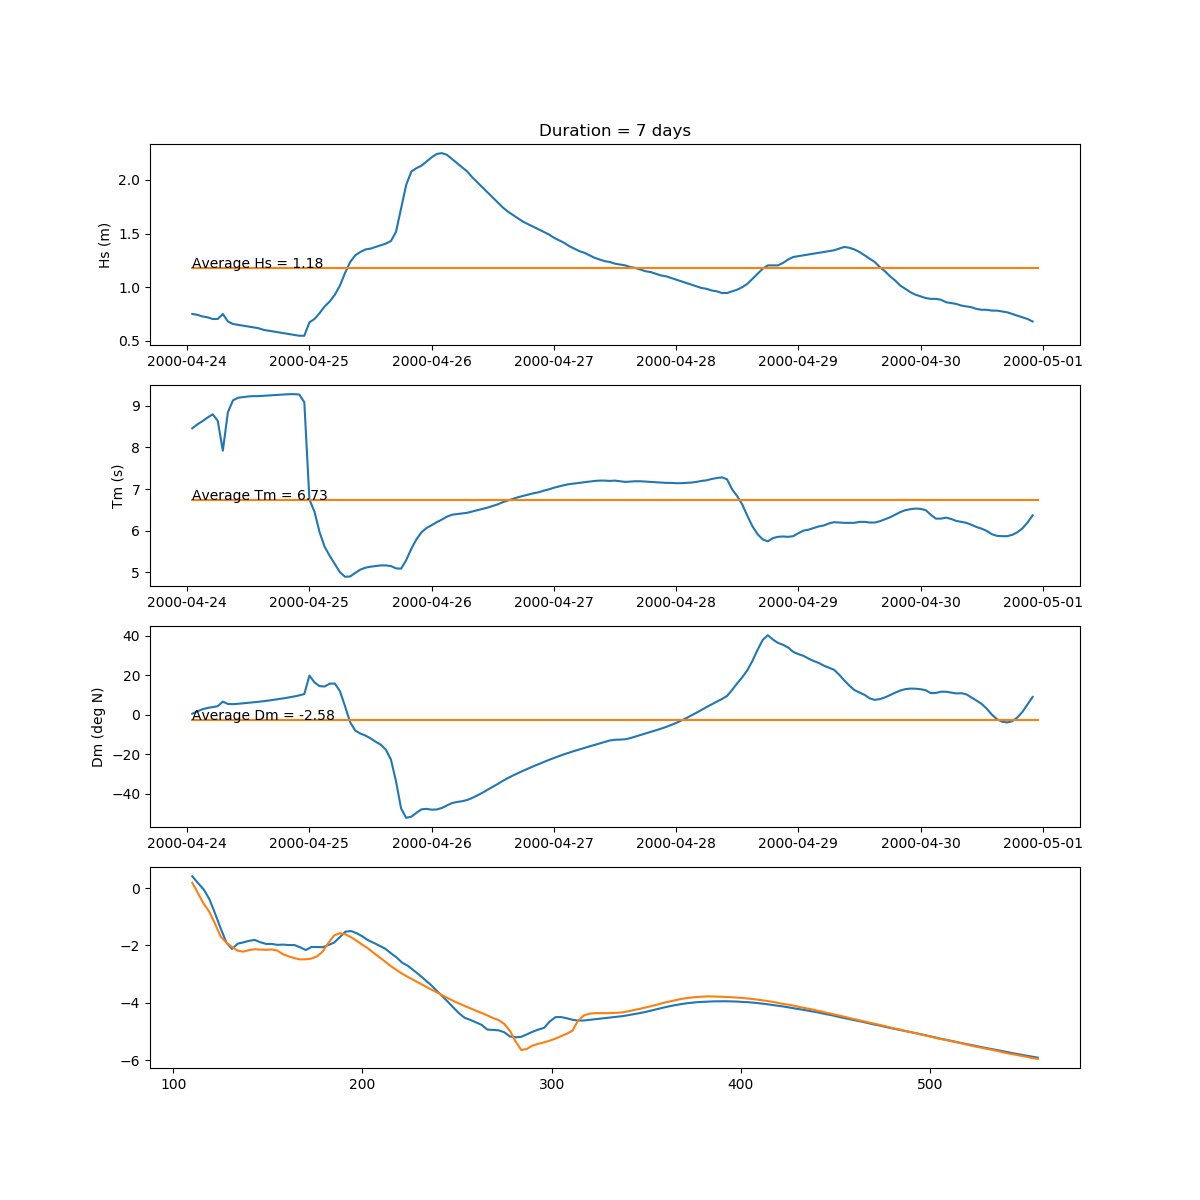 Duration = 7 days
Hs (m)
2.0
1.5
1.0
0.5
Average Hs = 1.18
2000-04-24 2000-04-25 2000-04-26 2000-04-27 2000-04-28 2000-04-29 2000-04-30 2000-05-01
Tm (s)
9
8
7
6
5
Average Tm = 6.73
2000-04-24 2000-04-25 2000-04-26 2000-04-27 2000-04-28 2000-04-29 2000-04-30 2000-05-01
Dm (deg N)
40
20
0
−20
−40
Average Dm = -2.58
2000-04-24 2000-04-25 2000-04-26 2000-04-27 2000-04-28 2000-04-29 2000-04-30 2000-05-01
0
−2
−4
−6
100 200 300 400 500